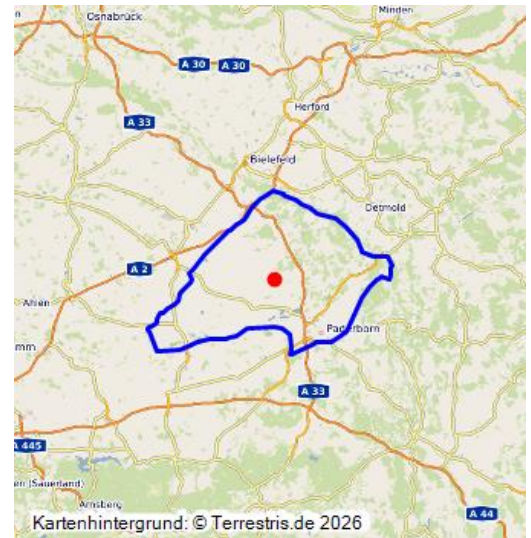 Osnabrück
Minden
A 30
A 30
Herford
A 33
Bielefeld
Detmold
A 2
Ahlen
mm
Paderborn
A 33
A 445
en (Sauerland)
Arnsberg
A 44
Kartenhintergrund: © Terrestris.de 2026